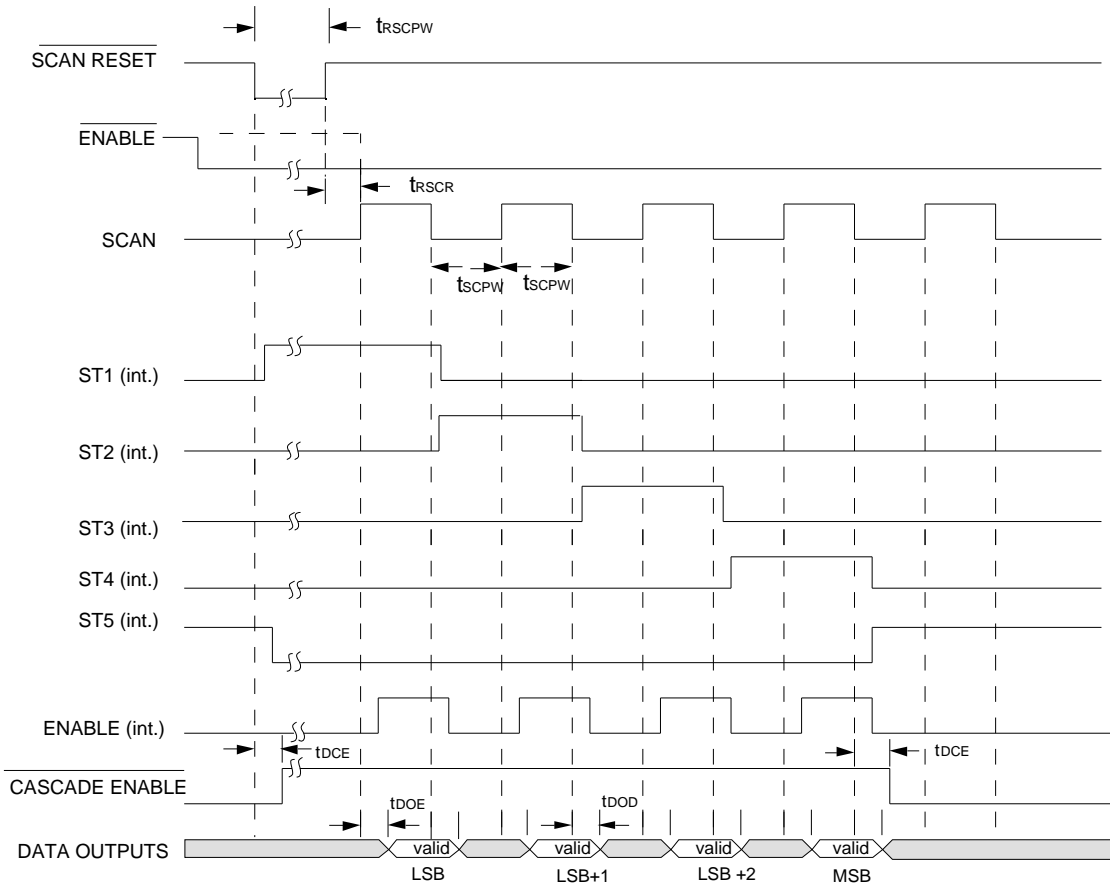 tRSCPW
SCAN RESET
ENABLE
tRSCR
SCAN
tSCPW tSCPW
ST1 (int.)
ST2 (int.)
ST3 (int.)
ST4 (int.)
ST5 (int.)
ENABLE (int.)
tDCE tDCE
CASCADE ENABLE
tDOE tDOD
DATA OUTPUTS valid valid valid valid
LSB LSB+1 LSB +2 MSB